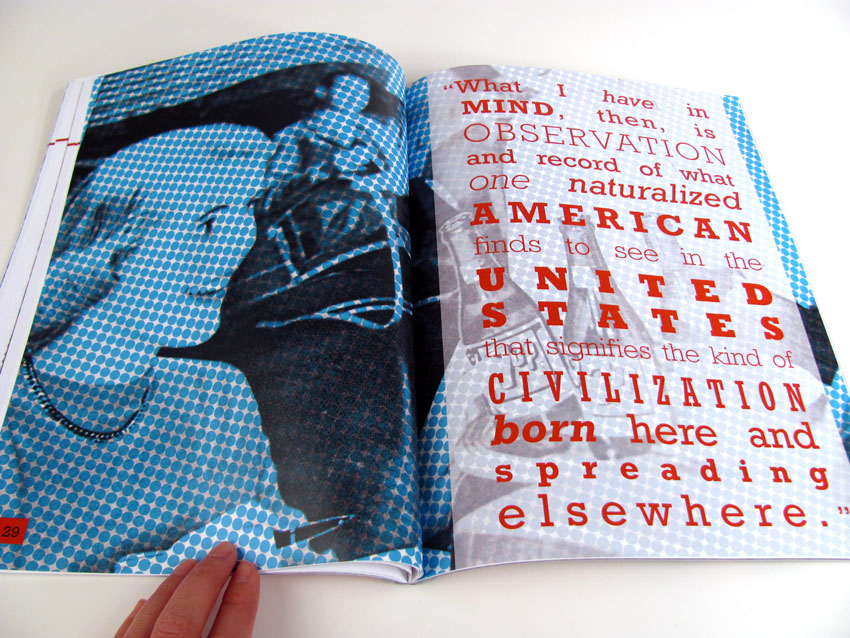 “What I have in
MIND, then, is
OBSERVATION
and record of what
one naturalized
AMERICAN
finds to see in the
UNITED
STATES
that signifies the kind of
CIVILIZATION
born here and
spreading
elsewhere.”
29